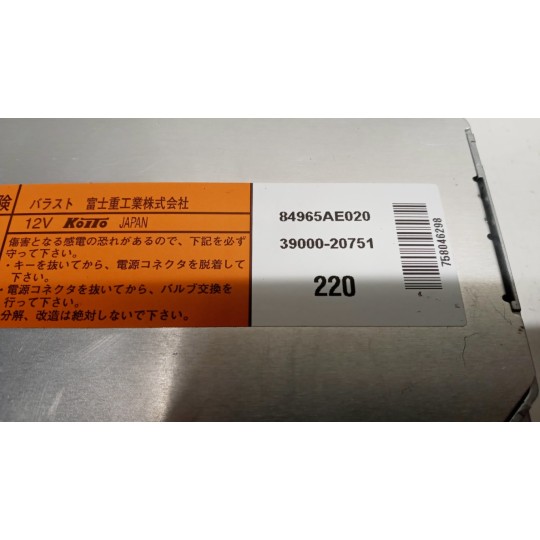 険
バラスト 富士重工業株式会社
12V KOITO JAPAN
傷害となる感電の恐れがあるので、下記を必ず
守って下さい。
・キーを抜いてから、電源コネクタを脱着して
下さい。
・電源コネクタを抜いてから、バルブ交換を
行って下さい。
分解、改造は絶対しないで下さい。
84965AE020
39000-20751
220
758046298